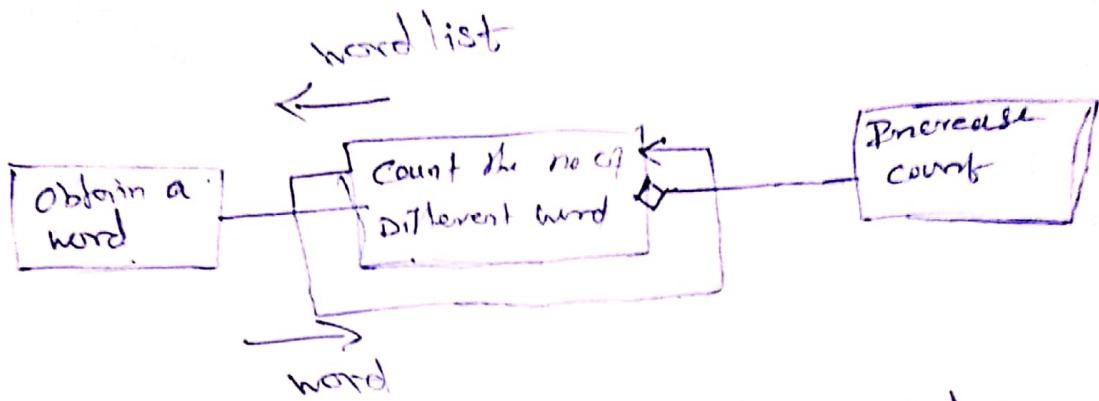 word list
Obtain a
word
Count the no of
Different word
Increase
count
word